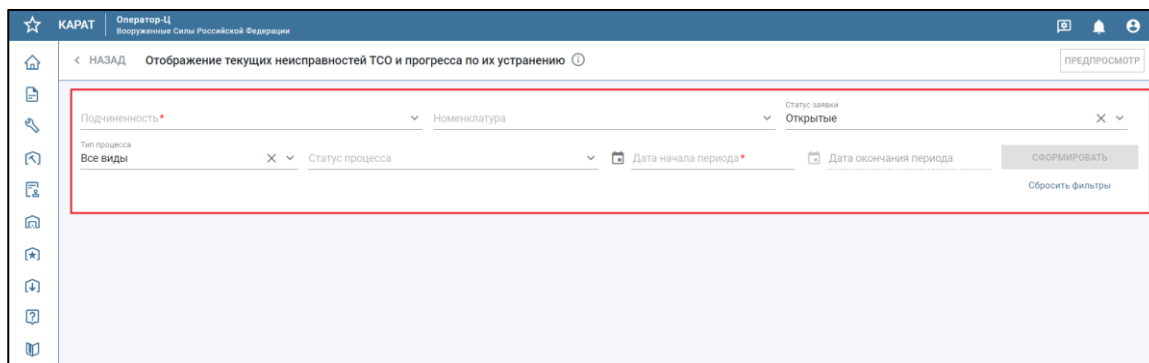 КАРАТ
Оператор-Ц
Вооруженные Силы Российской Федерации
НАЗАД Отображение текущих неисправностей ТСО и прогресса по их устранению
ПРЕДПРОСМОТР
Подчиненность*
Номенклатура
Статус заявки
Открытые
Тип процесса
Все виды
Статус процесса
Дата начала периода*
Дата окончания периода
СФОРМИРОВАТЬ
Сбросить фильтры